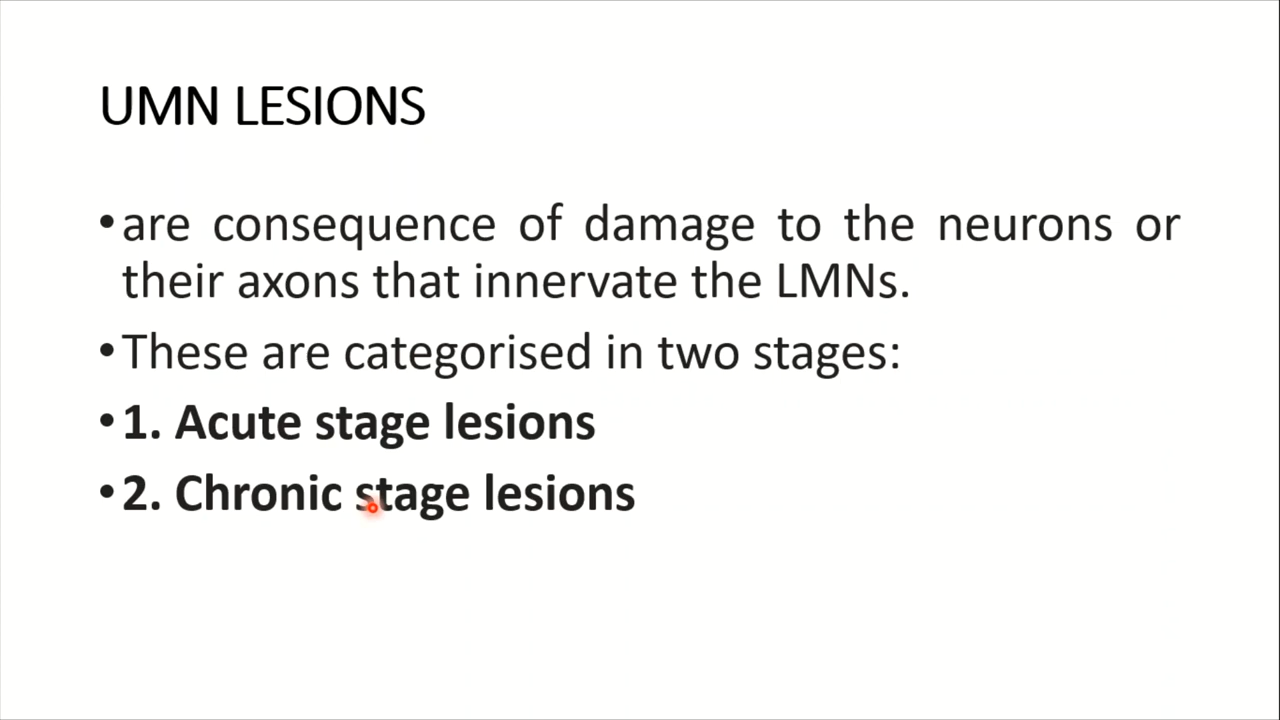 UMN LESIONS
•are consequence of damage to the neurons or
their axons that innervate the LMNs.
•These are categorised in two stages:
•1. Acute stage lesions
•2. Chronic stage lesions